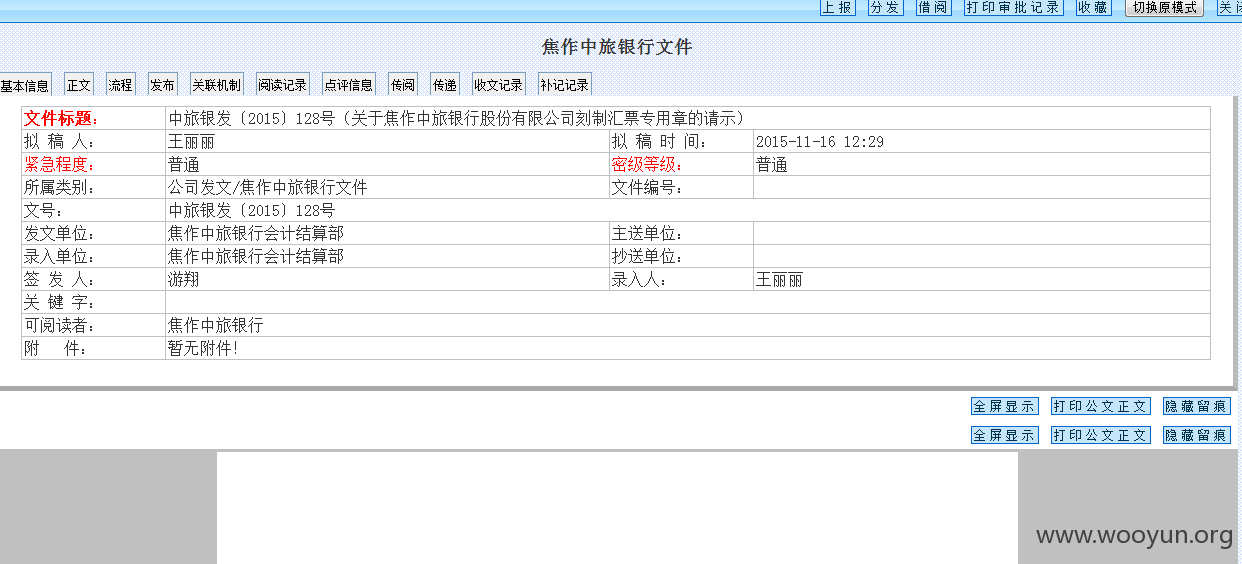 上报 分发 借阅 打印审批记录 收藏 切换原模式
焦作中旅银行文件
基本信息 正文 流程 发布 关联机制 阅读记录 点评信息 传阅 传递 收文记录 补记记录
文件标题： 中旅银发〔2015〕128号（关于焦作中旅银行股份有限公司刻制汇票专用章的请示）
拟 稿 人： 王丽丽 拟 稿 时 间： 2015-11-16 12:29
紧急程度： 普通 密级等级： 普通
所属类别： 公司发文/焦作中旅银行文件 文件编号：
文号： 中旅银发〔2015〕128号
发文单位： 焦作中旅银行会计结算部 主送单位：
录入单位： 焦作中旅银行会计结算部 抄送单位：
签 发 人： 游翔 录入人： 王丽丽
关 键 字：
可阅读者： 焦作中旅银行
附 件： 暂无附件!
全屏显示 打印公文正文 隐藏留痕
全屏显示 打印公文正文 隐藏留痕
www.wooyun.org